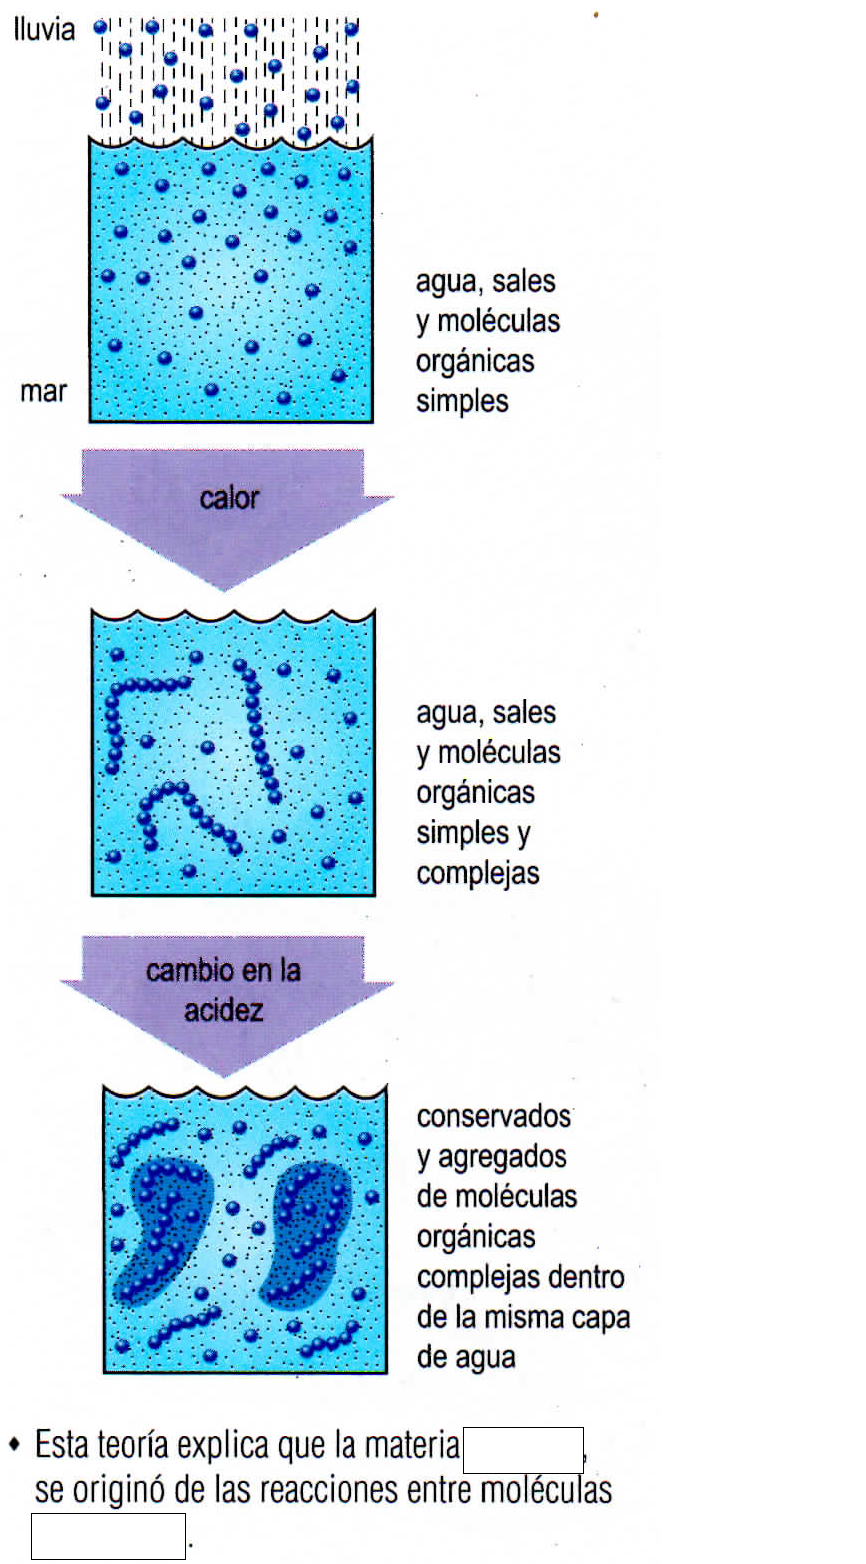 lluvia
agua, sales
y moléculas
orgánicas
simples
mar
calor
agua, sales
y moléculas
orgánicas
simples y
complejas
cambio en la
acidez
conservados
y agregados
de moléculas
orgánicas
complejas dentro
de la misma capa
de agua
♦ Esta teoría explica que la materia ,
se originó de las reacciones entre moléculas
.